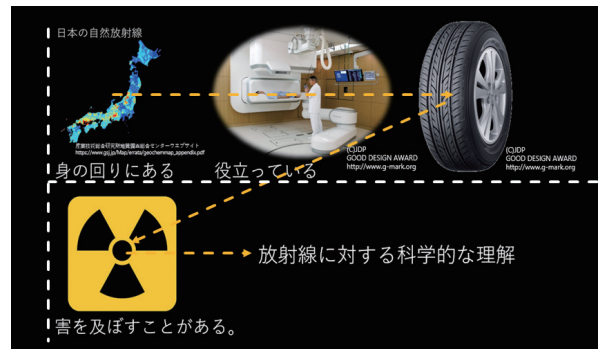 日本の自然放射線
産業技術総合研究所地質調査総合センターウエブサイト
https://www.gsj.jp/Map/errata/geochemmap_appendix.pdf
身の回りにある
役立っている
(C)JDP
GOOD DESIGN AWARD
http://www.g-mark.org
(C)JDP
GOOD DESIGN AWARD
http://www.g-mark.org
放射線に対する科学的な理解
害を及ぼすことがある。